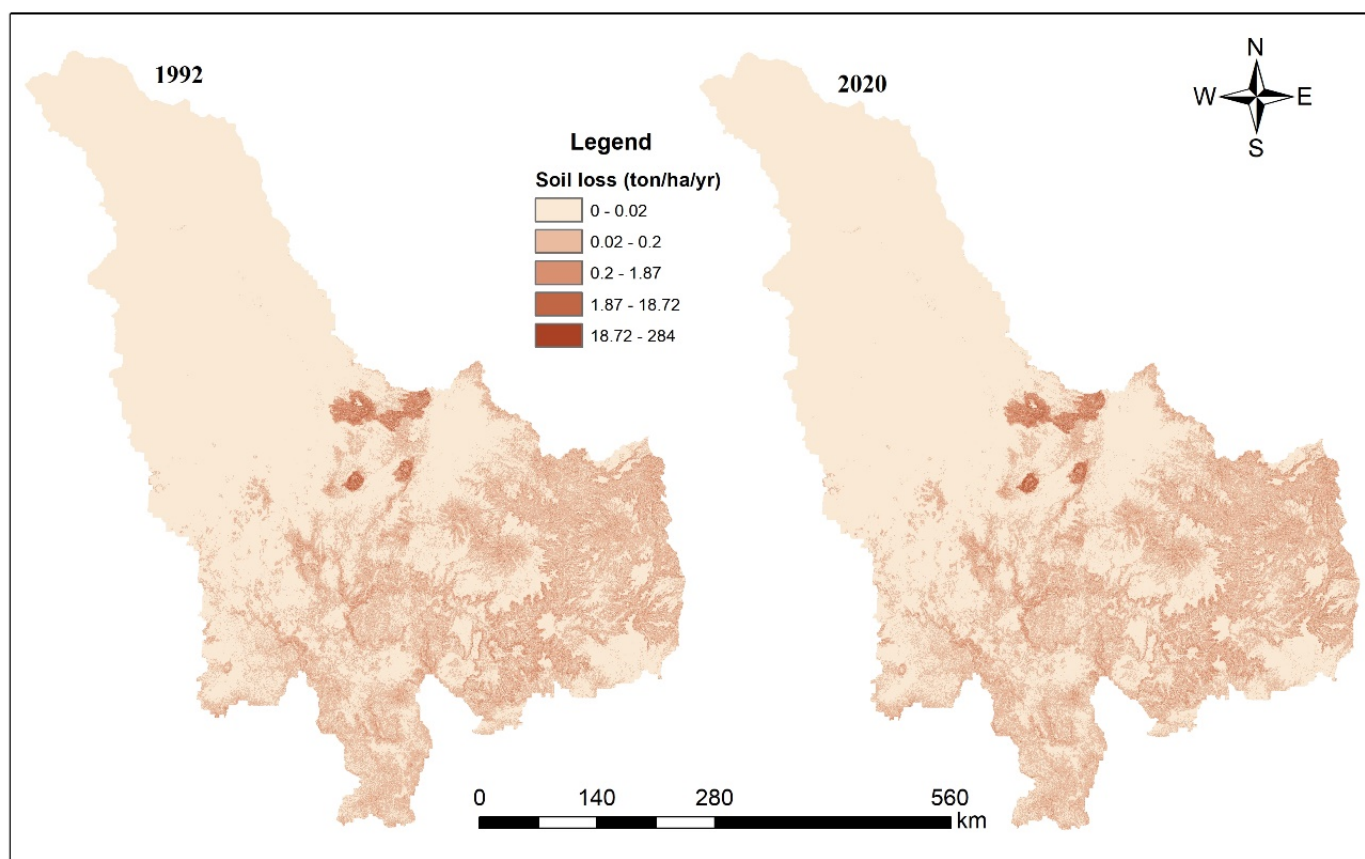 1992
2020
N
W E
S
Legend
Soil loss (ton/ha/yr)
0 - 0.02
0.02 - 0.2
0.2 - 1.87
1.87 - 18.72
18.72 - 284
0 140 280 560
km